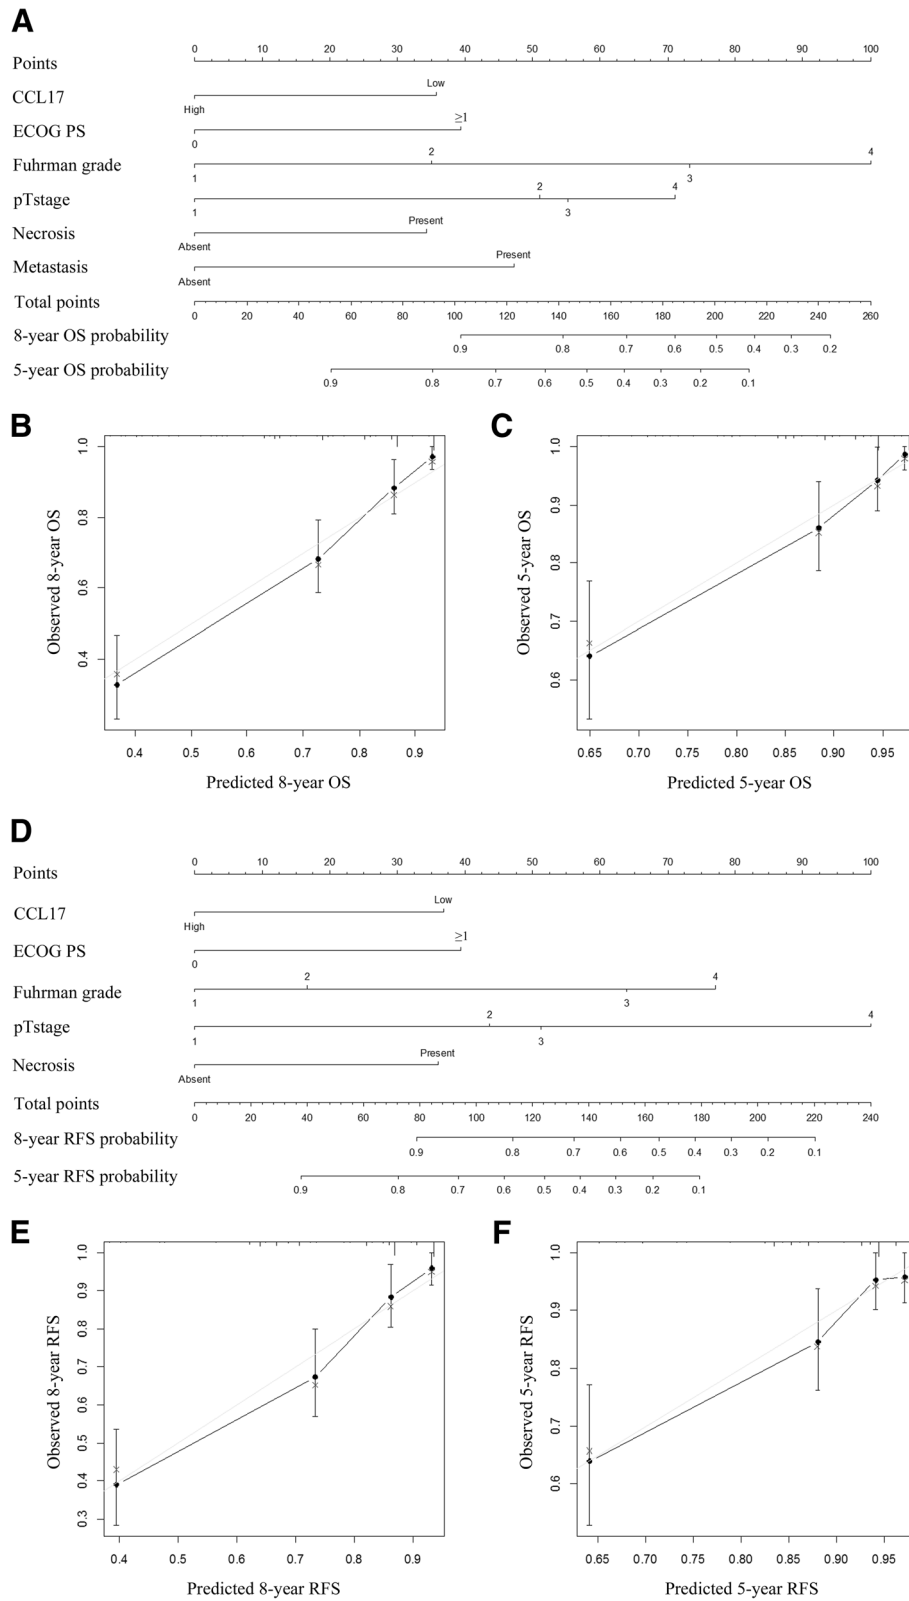 A
Points
0 10 20 30 40 50 60 70 80 90 100
CCL17
Low
High
ECOG PS
≥1
0
Fuhrman grade
2 4
1 3
pTstage
2 4
1 3
Necrosis
Present
Absent
Metastasis
Present
Absent
Total points
0 20 40 60 80 100 120 140 160 180 200 220 240 260
8-year OS probability
0.9 0.8 0.7 0.6 0.5 0.4 0.3 0.2
5-year OS probability
0.9 0.8 0.7 0.6 0.5 0.4 0.3 0.2 0.1
B
Observed 8-year OS
1.0
0.8
0.6
0.4
0.4 0.5 0.6 0.7 0.8 0.9
Predicted 8-year OS
C
Observed 5-year OS
1.0
0.9
0.8
0.7
0.6
0.65 0.70 0.75 0.80 0.85 0.90 0.95
Predicted 5-year OS
D
Points
0 10 20 30 40 50 60 70 80 90 100
CCL17
Low
High
ECOG PS
≥1
0
Fuhrman grade
2 4
1 3
pTstage
2 4
1 3
Necrosis
Present
Absent
Total points
0 20 40 60 80 100 120 140 160 180 200 220 240
8-year RFS probability
0.9 0.8 0.7 0.6 0.5 0.4 0.3 0.2 0.1
5-year RFS probability
0.9 0.8 0.7 0.6 0.5 0.4 0.3 0.2 0.1
E
Observed 8-year RFS
1.0
0.9
0.8
0.7
0.6
0.5
0.4
0.3
0.4 0.5 0.6 0.7 0.8 0.9
Predicted 8-year RFS
F
Observed 5-year RFS
1.0
0.9
0.8
0.7
0.6
0.65 0.70 0.75 0.80 0.85 0.90 0.95
Predicted 5-year RFS